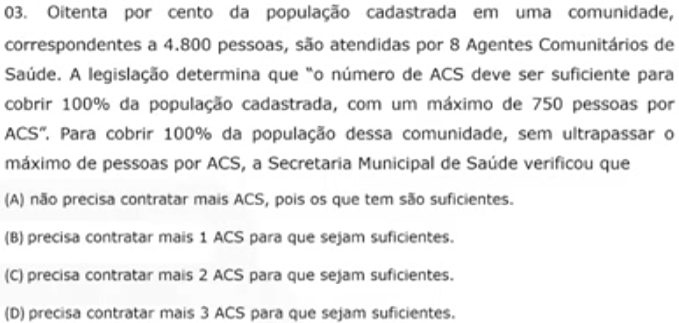 03. Oitenta por cento da população cadastrada em uma comunidade,
correspondentes a 4.800 pessoas, são atendidas por 8 Agentes Comunitários de
Saúde. A legislação determina que "o número de ACS deve ser suficiente para
cobrir 100% da população cadastrada, com um máximo de 750 pessoas por
ACS". Para cobrir 100% da população dessa comunidade, sem ultrapassar o
máximo de pessoas por ACS, a Secretaria Municipal de Saúde verificou que
(A) não precisa contratar mais ACS, pois os que tem são suficientes.
(B) precisa contratar mais 1 ACS para que sejam suficientes.
(C) precisa contratar mais 2 ACS para que sejam suficientes.
(D) precisa contratar mais 3 ACS para que sejam suficientes.